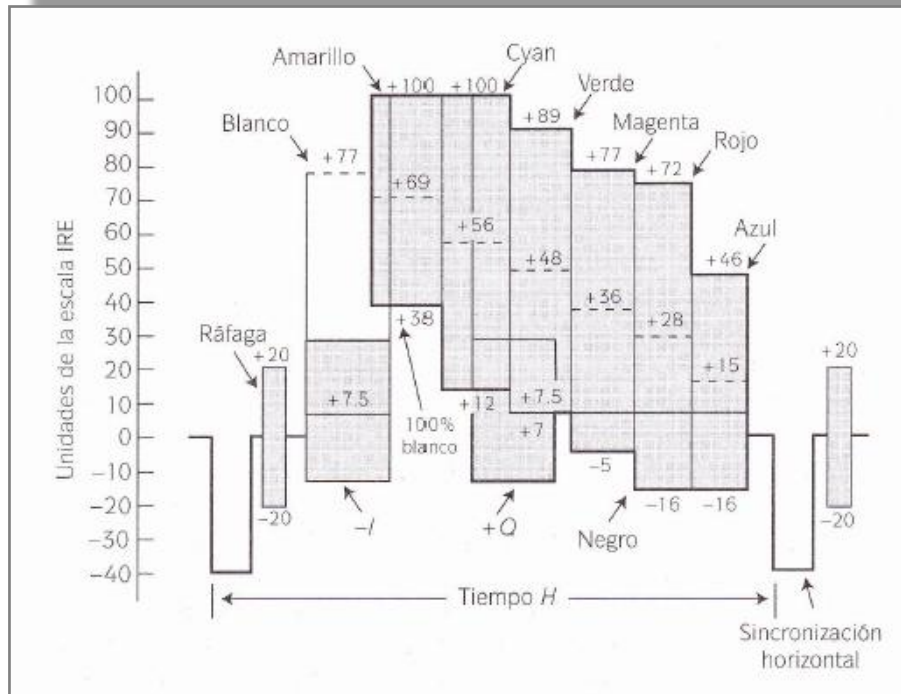 Amarillo
Cyan
+100
+100
Verde
+89
Blanco
Magenta
+77
+77
Rojo
+72
+69
Azul
+56
+46
+48
+36
+38
+28
Ráfaga
+20
+15
+20
+7.5
+12
+7.5
100%
blanco
+7
−5
−20
−16
−16
−20
−I
+Q
Negro
100
90
80
70
60
50
40
30
20
10
0
−10
−20
−30
−40
Unidades de la escala IRE
Tiempo H
Sincronización
horizontal